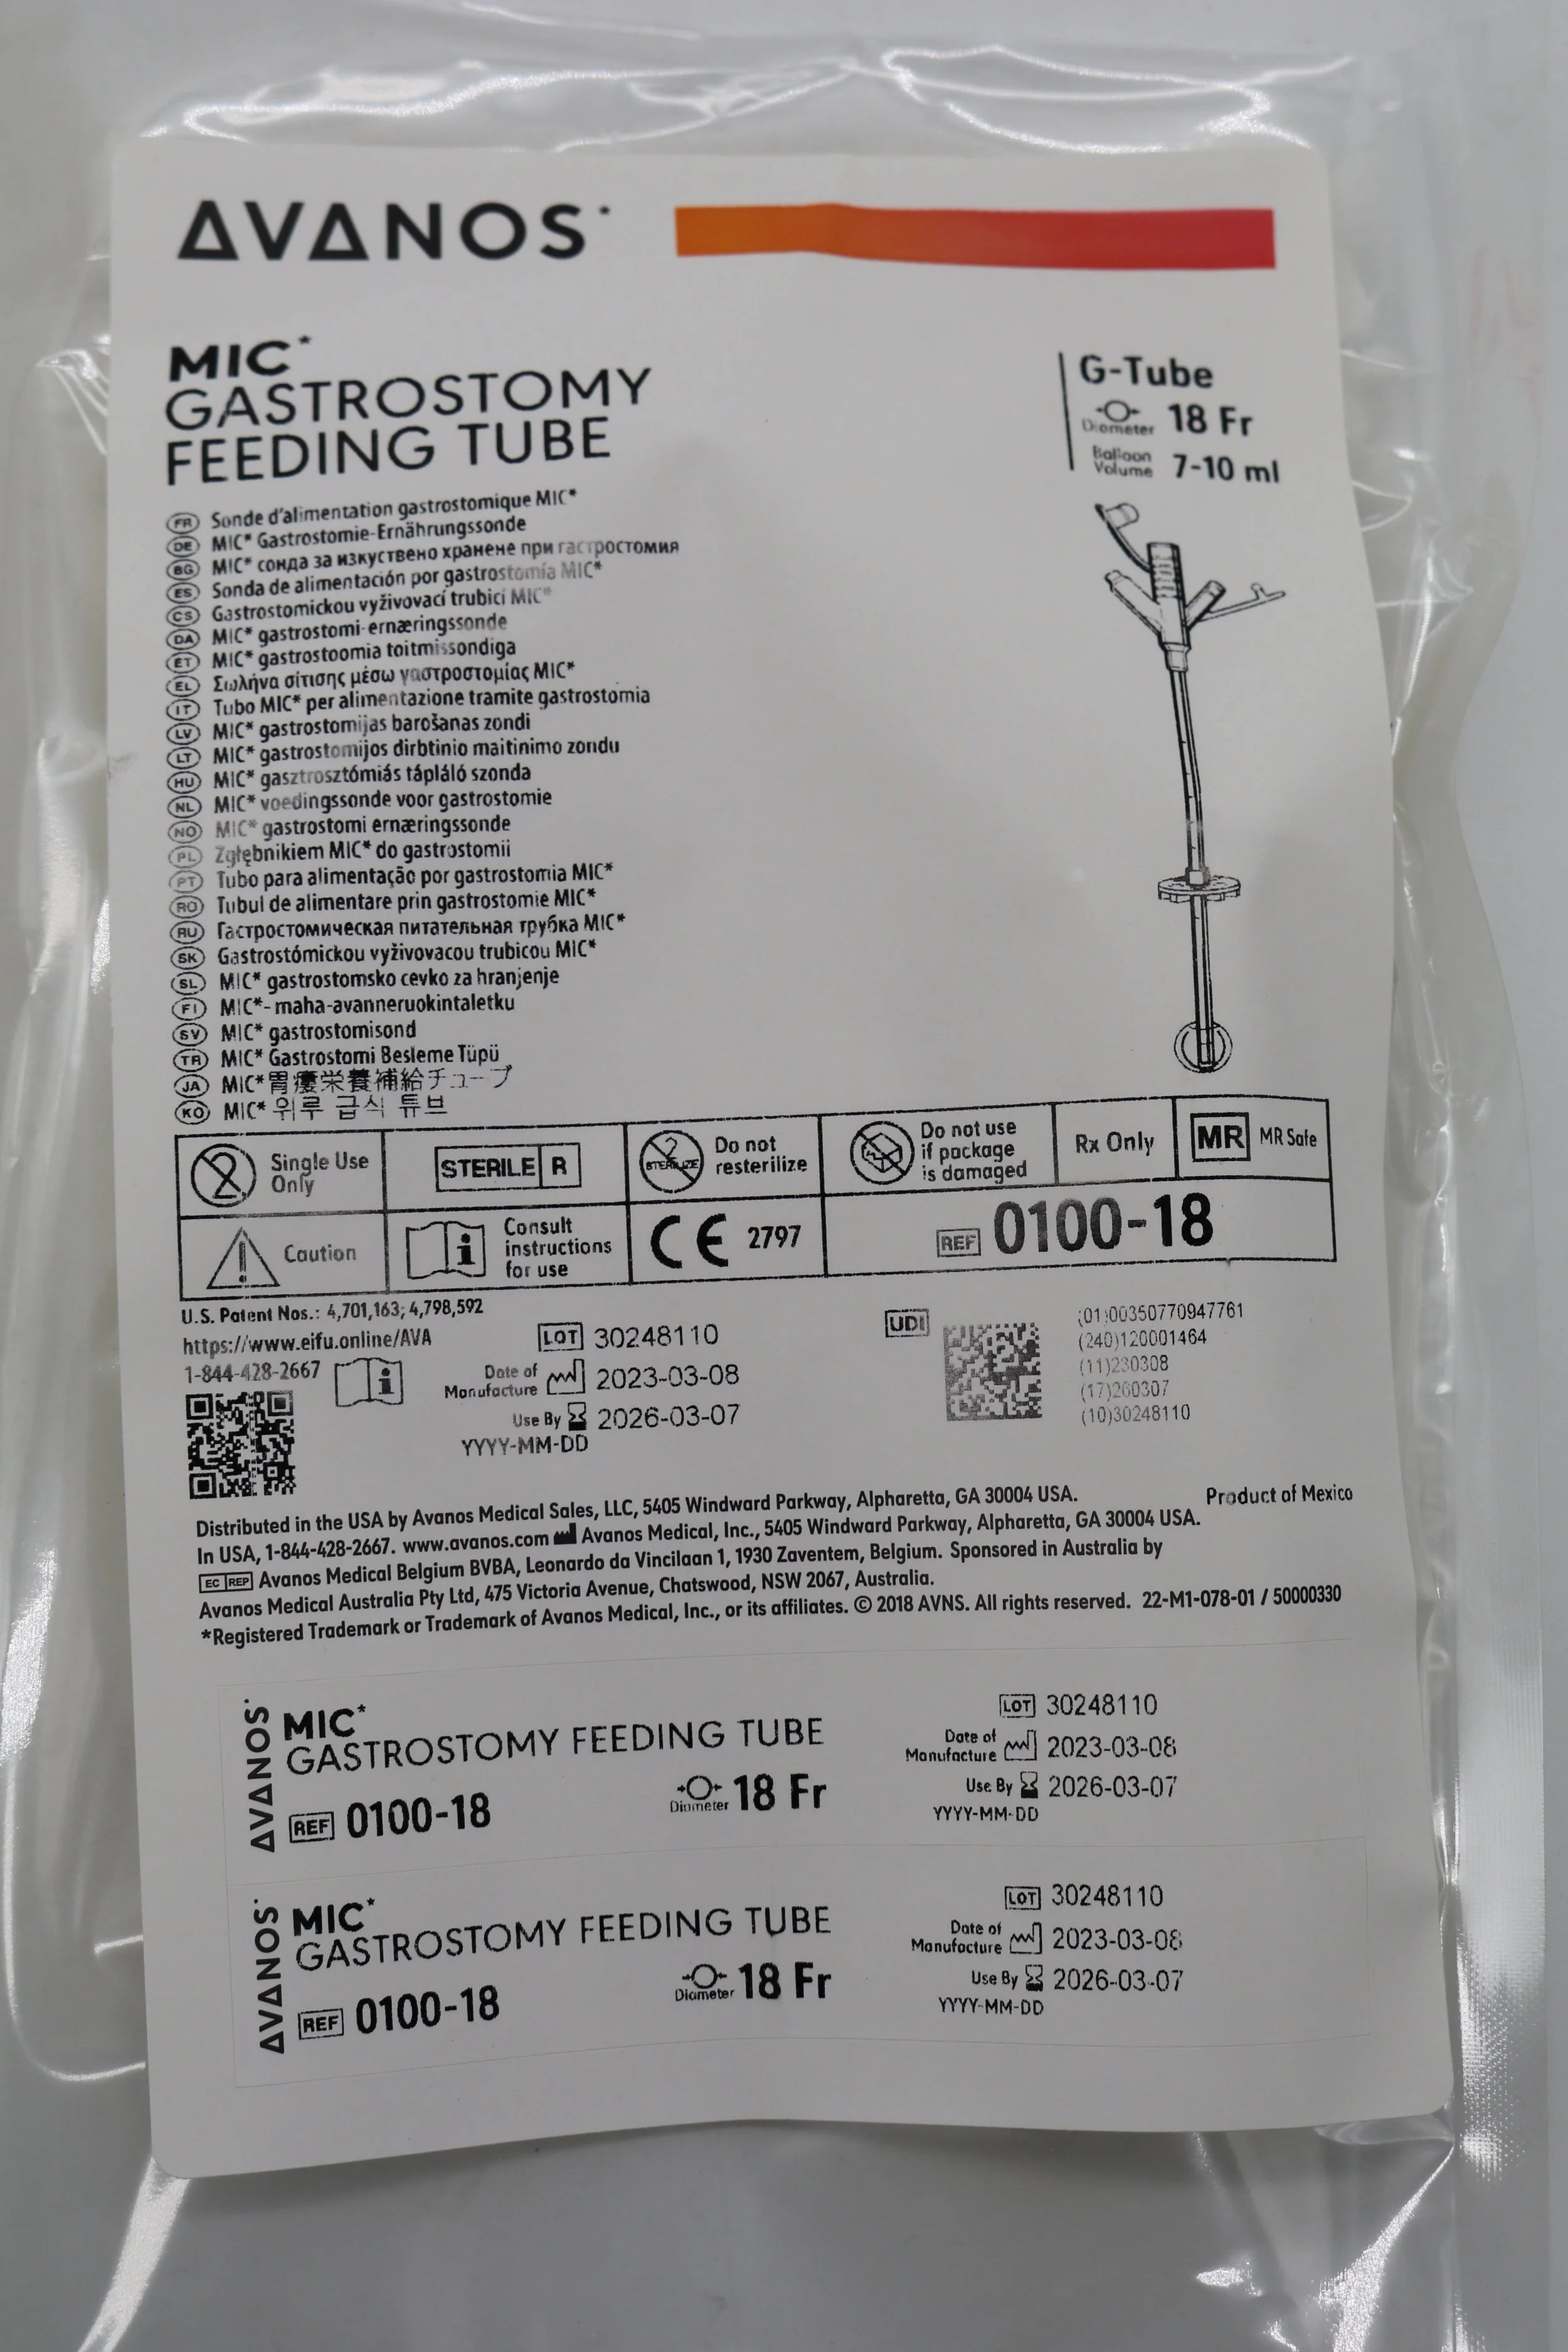 AVANOS*
MIC*
GASTROSTOMY
FEEDING TUBE
G-Tube
Diameter 18 Fr
Balloon Volume 7-10 ml
FR Sonde d'alimentation gastrostomique MIC*
DE MIC* Gastrostomie-Ernährungssonde
BG MIC* сонда за изкуствено хранене при гастростомия
ES Sonda de alimentación por gastrostomía MIC*
CS Gastrostomickou vyživovací trubicí MIC*
DA MIC* gastrostomi-ernæringssonde
ET MIC* gastrostoomia toitmissondiga
EL Σωλήνα σίτισης μέσω γαστροστομίας MIC*
IT Tubo MIC* per alimentazione tramite gastrostomia
LV MIC* gastrostomijas barošanas zondi
LT MIC* gastrostomijos dirbtinio maitinimo zondu
HU MIC* gasztrosztómiás tápláló szonda
NL MIC* voedingssonde voor gastrostomie
NO MIC* gastrostomi ernæringssonde
PL Zgłębnikiem MIC* do gastrostomii
PT Tubo para alimentação por gastrostomia MIC*
RO Tubul de alimentare prin gastrostomie MIC*
RU Гастростомическая питательная трубка MIC*
SK Gastrostómickou vyživovacou trubicou MIC*
SL MIC* gastrostomsko cevko za hranjenje
FI MIC*- maha-avanneruokintaletku
SV MIC* gastrostomisond
TR MIC* Gastrostomi Besleme Tüpü
JA MIC*胃瘻栄養補給チューブ
KO MIC* 위루 급식 튜브
2 Single Use Only
STERILE R
2 STERILIZE Do not resterilize
Do not use if package is damaged
Rx Only
MR MR Safe
Caution
Consult instructions for use
CE 2797
REF 0100-18
U.S. Patent Nos.: 4,701,163; 4,798,592
https://www.eifu.online/AVA
1-844-428-2667
LOT 30248110
Date of Manufacture 2023-03-08
Use By 2026-03-07
YYYY-MM-DD
UDI
(01)00350770947761
(240)120001464
(11)230308
(17)260307
(10)30248110
Distributed in the USA by Avanos Medical Sales, LLC, 5405 Windward Parkway, Alpharetta, GA 30004 USA.
Product of Mexico
In USA, 1-844-428-2667. www.avanos.com Avanos Medical, Inc., 5405 Windward Parkway, Alpharetta, GA 30004 USA.
EC REP Avanos Medical Belgium BVBA, Leonardo da Vincilaan 1, 1930 Zaventem, Belgium. Sponsored in Australia by
Avanos Medical Australia Pty Ltd, 475 Victoria Avenue, Chatswood, NSW 2067, Australia.
*Registered Trademark or Trademark of Avanos Medical, Inc., or its affiliates. © 2018 AVNS. All rights reserved. 22-M1-078-01 / 50000330
AVANOS*
MIC*
GASTROSTOMY FEEDING TUBE
REF 0100-18
Diameter 18 Fr
LOT 30248110
Date of Manufacture 2023-03-08
Use By 2026-03-07
YYYY-MM-DD
AVANOS*
MIC*
GASTROSTOMY FEEDING TUBE
REF 0100-18
Diameter 18 Fr
LOT 30248110
Date of Manufacture 2023-03-08
Use By 2026-03-07
YYYY-MM-DD